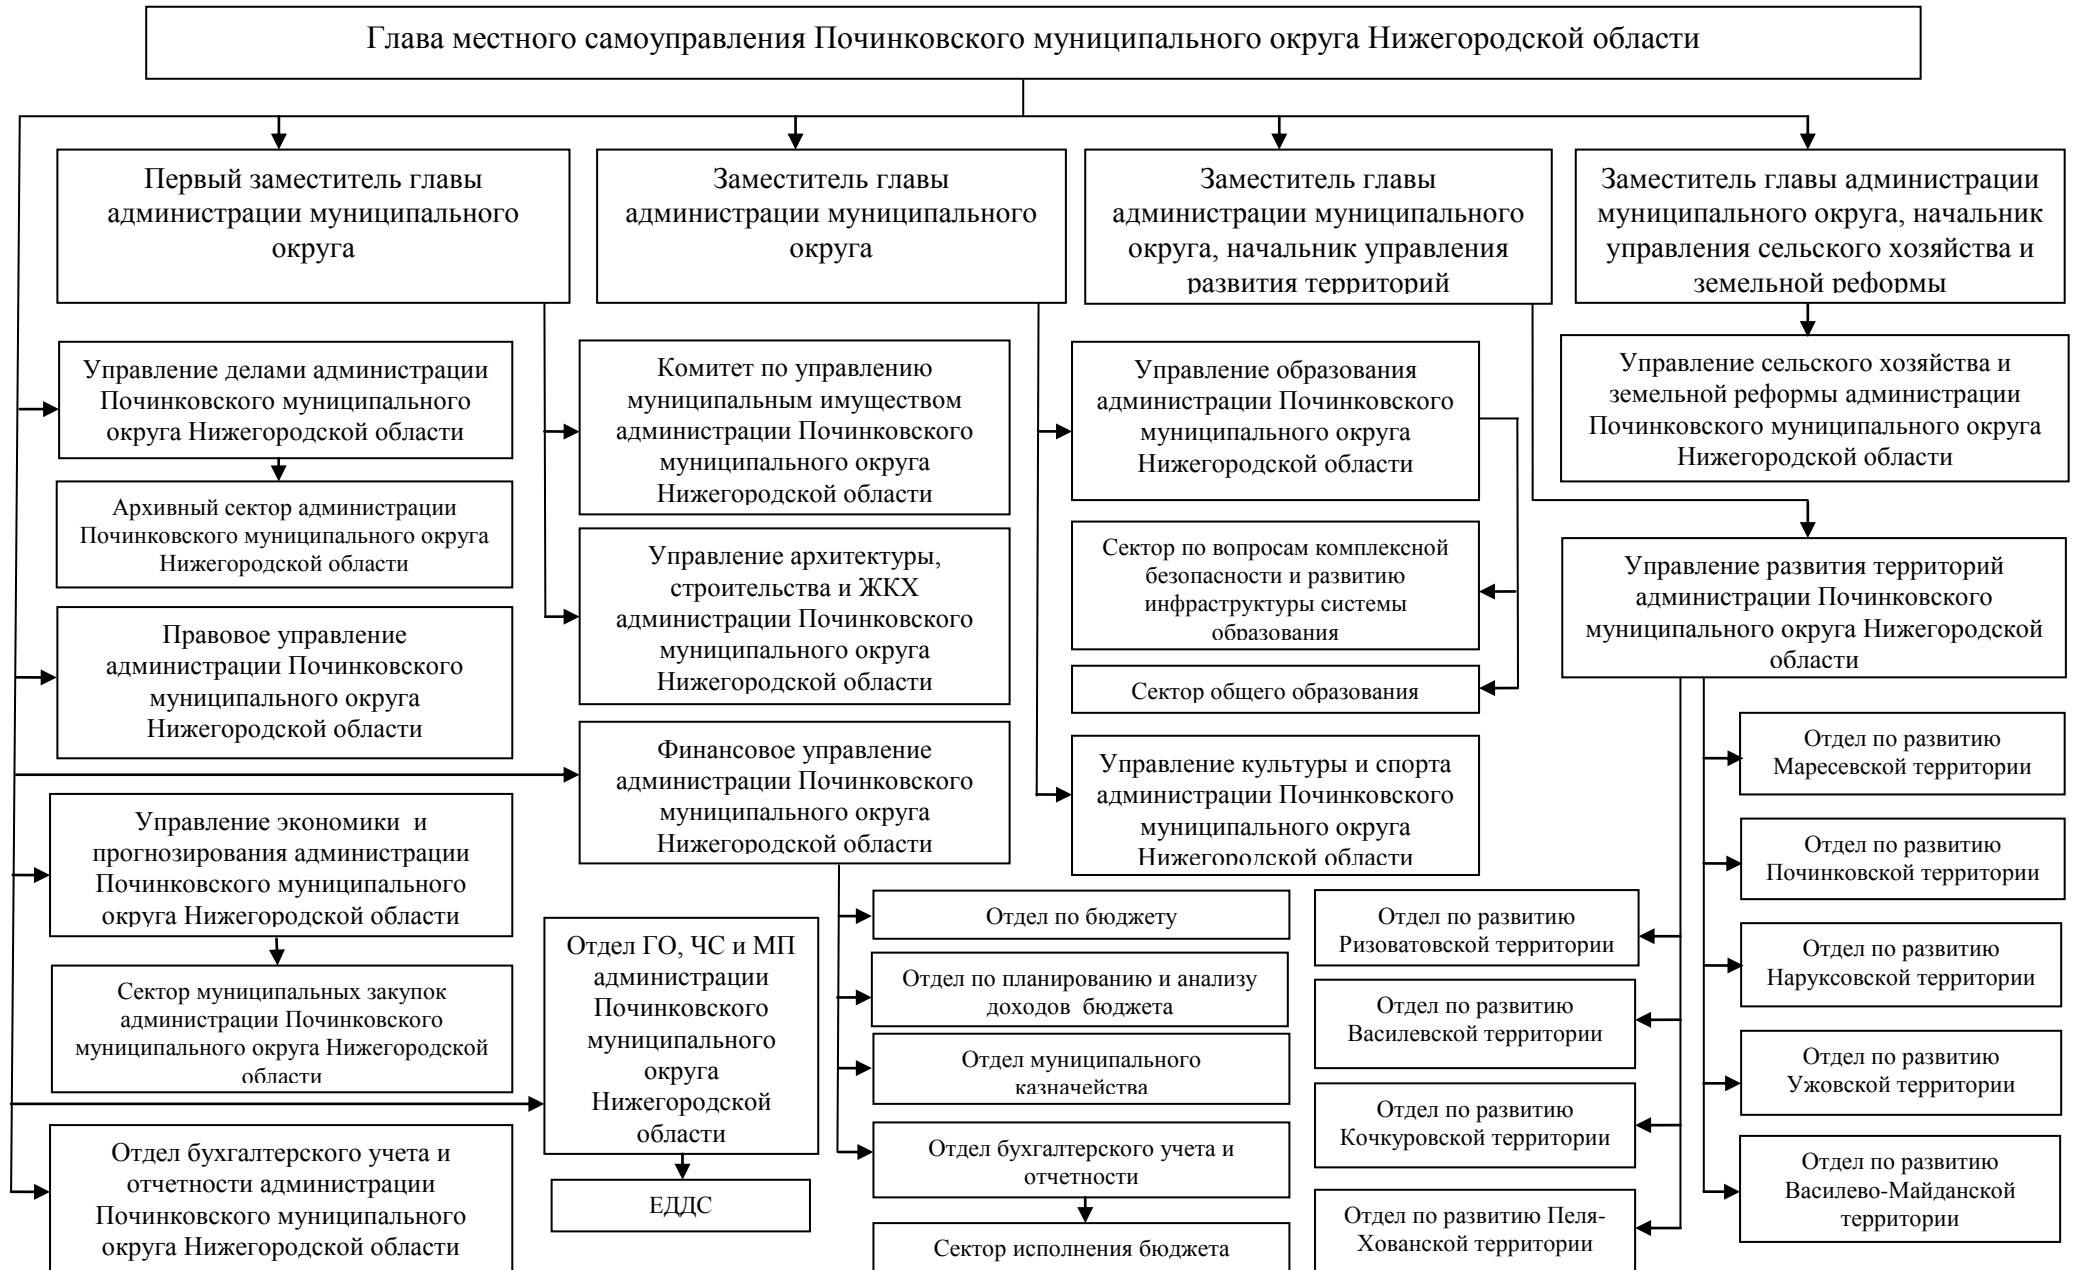 Глава местного самоуправления Починковского муниципального округа Нижегородской области
Первый заместитель главы
администрации муниципального
округа
Заместитель главы
администрации муниципального
округа
Заместитель главы
администрации муниципального
округа, начальник управления
развития территорий
Заместитель главы администрации
муниципального округа, начальник
управления сельского хозяйства и
земельной реформы
Управление делами администрации
Починковского муниципального
округа Нижегородской области
Архивный сектор администрации
Починковского муниципального округа
Нижегородской области
Правовое управление
администрации Починковского
муниципального округа
Нижегородской области
Управление экономики и
прогнозирования администрации
Починковского муниципального
округа Нижегородской области
Сектор муниципальных закупок
администрации Починковского
муниципального округа Нижегородской
области
Отдел бухгалтерского учета и
отчетности администрации
Починковского муниципального
округа Нижегородской области
Комитет по управлению
муниципальным имуществом
администрации Починковского
муниципального округа
Нижегородской области
Управление архитектуры,
строительства и ЖКХ
администрации Починковского
муниципального округа
Нижегородской области
Финансовое управление
администрации Починковского
муниципального округа
Нижегородской области
Отдел ГО, ЧС и МП
администрации
Починковского
муниципального
округа
Нижегородской
области
ЕДДС
Отдел по бюджету
Отдел по планированию и анализу
доходов бюджета
Отдел муниципального
казначейства
Отдел бухгалтерского учета и
отчетности
Сектор исполнения бюджета
Управление образования
администрации Починковского
муниципального округа
Нижегородской области
Сектор по вопросам комплексной
безопасности и развитию
инфраструктуры системы
образования
Сектор общего образования
Управление культуры и спорта
администрации Починковского
муниципального округа
Нижегородской области
Управление сельского хозяйства и
земельной реформы администрации
Починковского муниципального округа
Нижегородской области
Управление развития территорий
администрации Починковского
муниципального округа Нижегородской
области
Отдел по развитию
Ризоватовской территории
Отдел по развитию
Василевской территории
Отдел по развитию
Кочкуровской территории
Отдел по развитию Пеля-
Хованской территории
Отдел по развитию
Маресевской территории
Отдел по развитию
Починковской территории
Отдел по развитию
Наруксовской территории
Отдел по развитию
Ужовской территории
Отдел по развитию
Василево-Майданской
территории